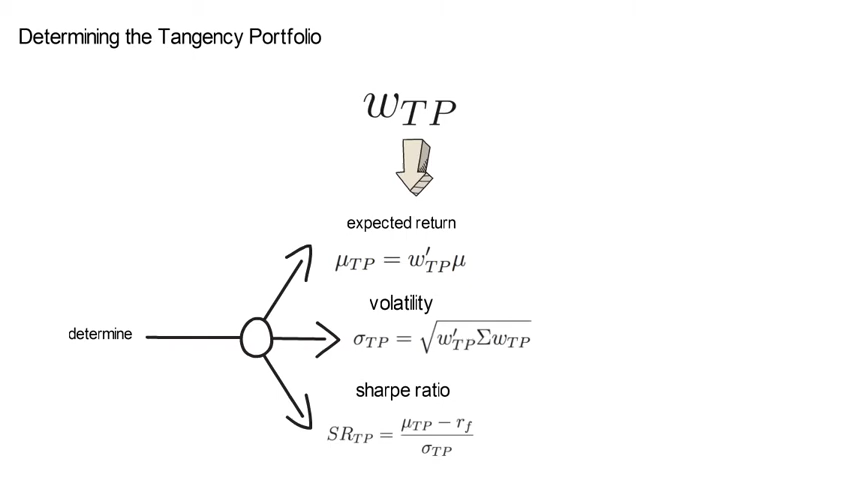 Determining the Tangency Portfolio
w_{TP}
expected return
μ_{TP} = w′_{TP}μ
volatility
determine
σ_{TP} = √(w′_{TP}Σw_{TP})
sharpe ratio
SR_{TP} = \frac{μ_{TP} − r_f}{σ_{TP}}